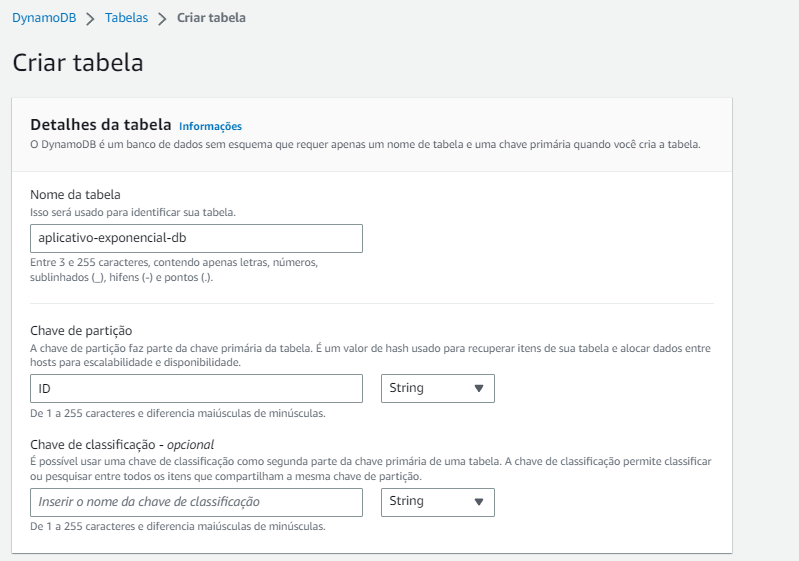 DynamoDB > Tabelas > Criar tabela
Criar tabela
Detalhes da tabela Informações
O DynamoDB é um banco de dados sem esquema que requer apenas um nome de tabela e uma chave primária quando você cria a tabela.
Nome da tabela
Isso será usado para identificar sua tabela.
aplicativo-exponencial-db
Entre 3 e 255 caracteres, contendo apenas letras, números,
sublinhados (_), hifens (-) e pontos (.).
Chave de partição
A chave de partição faz parte da chave primária da tabela. É um valor de hash usado para recuperar itens de sua tabela e alocar dados entre
hosts para escalabilidade e disponibilidade.
ID String
De 1 a 255 caracteres e diferencia maiúsculas de minúsculas.
Chave de classificação - opcional
É possível usar uma chave de classificação como segunda parte da chave primária de uma tabela. A chave de classificação permite classificar
ou pesquisar entre todos os itens que compartilham a mesma chave de partição.
Inserir o nome da chave de classificação String
De 1 a 255 caracteres e diferencia maiúsculas de minúsculas.